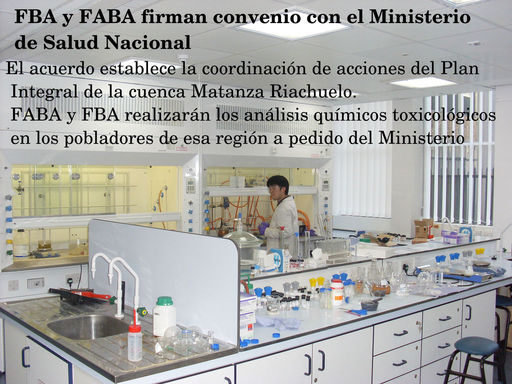 FBA y FABA firman convenio con el Ministerio
de Salud Nacional
El acuerdo establece la coordinación de acciones del Plan
Integral de la cuenca Matanza Riachuelo.
FABA y FBA realizarán los análisis químicos toxicológicos
en los pobladores de esa región a pedido del Ministerio